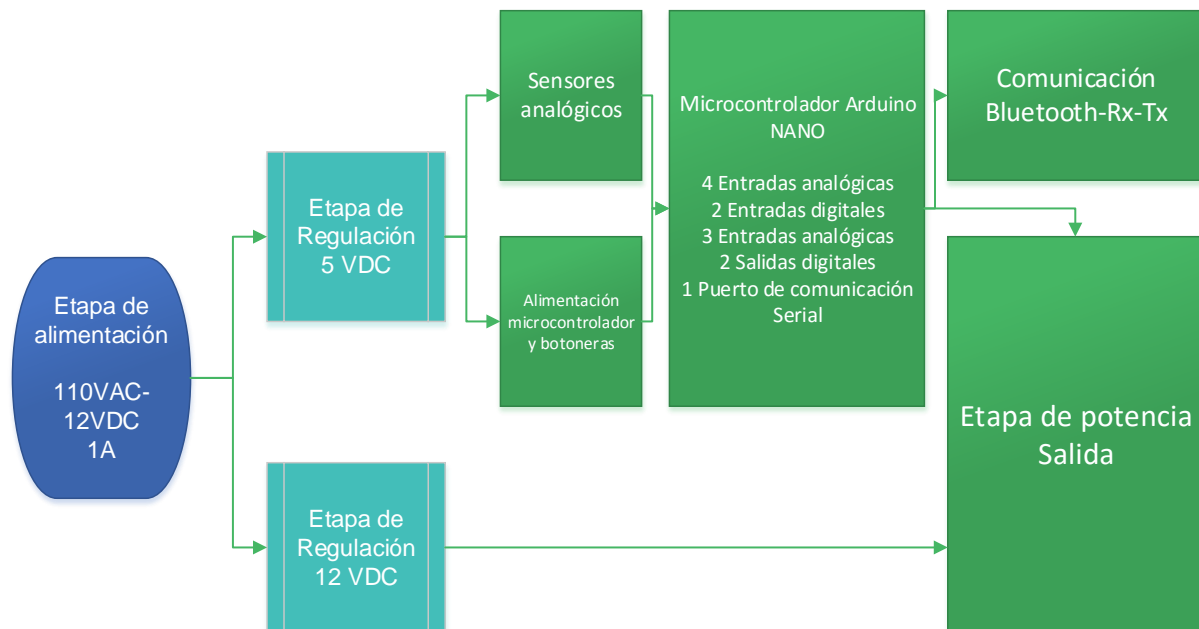 Etapa de
alimentación
110VAC-
12VDC
1A
Etapa de
Regulación
5 VDC
Etapa de
Regulación
12 VDC
Sensores
analógicos
Alimentación
microcontrolador
y botoneras
Microcontrolador Arduino
NANO
4 Entradas analógicas
2 Entradas digitales
3 Entradas analógicas
2 Salidas digitales
1 Puerto de comunicación
Serial
Comunicación
Bluetooth-Rx-Tx
Etapa de potencia
Salida